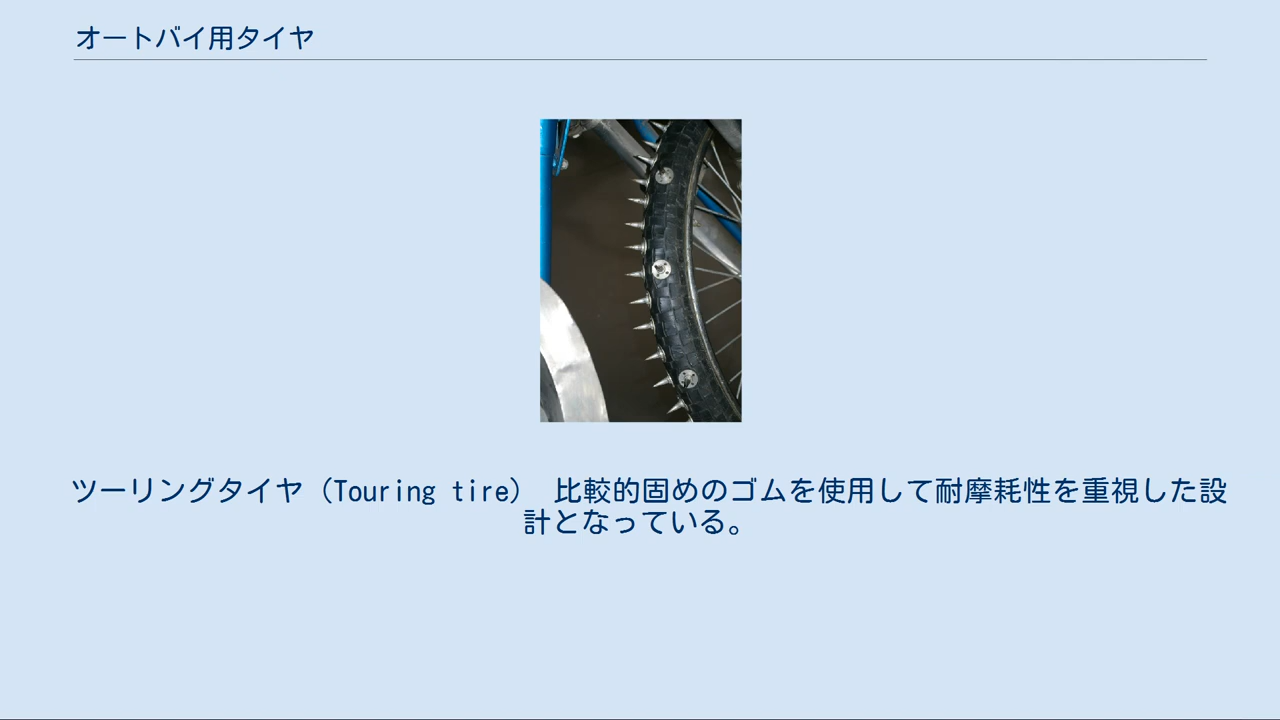 オートバイ用タイヤ
ツーリングタイヤ（Touring tire） 比較的固めのゴムを使用して耐摩耗性を重視した設
計となっている。